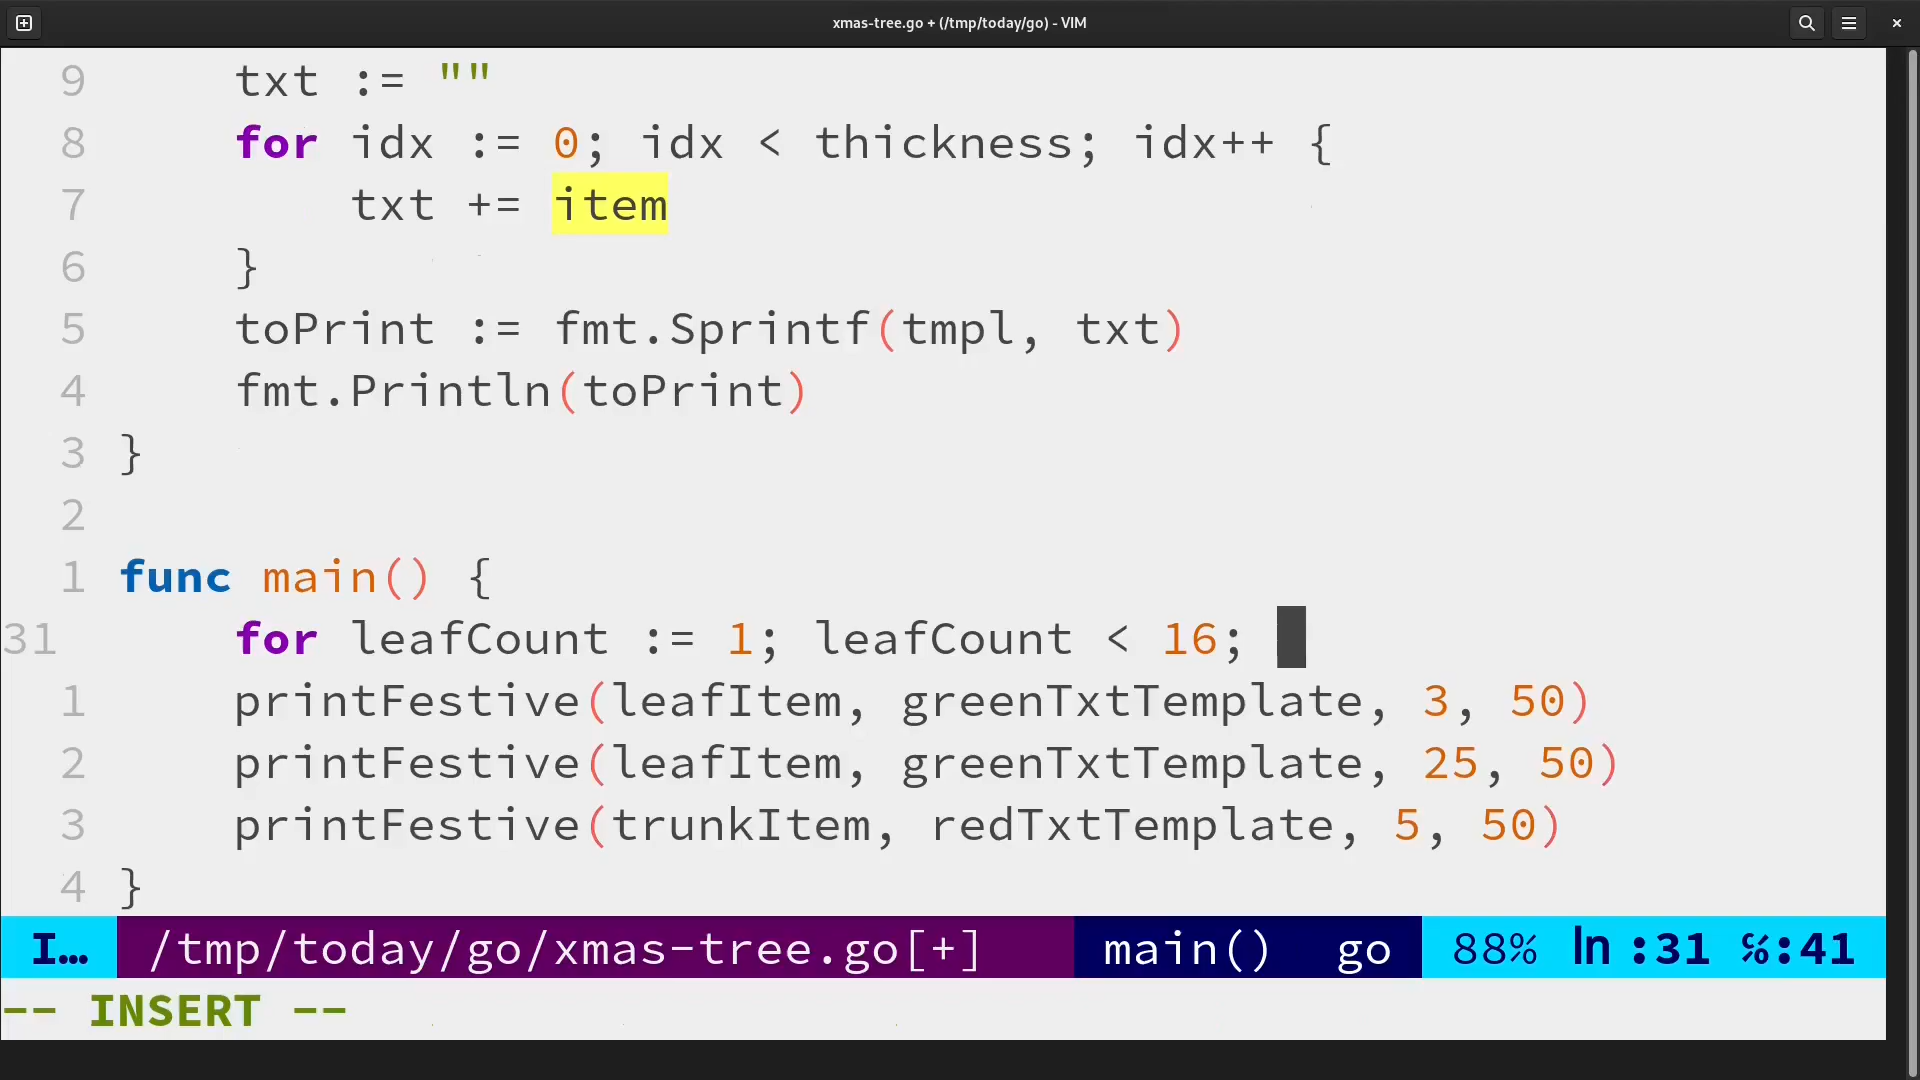 xmas-tree.go + (/tmp/today/go) - VIM
9 txt := ""
8 for idx := 0; idx < thickness; idx++ {
7 txt += item
6 }
5 toPrint := fmt.Sprintf(tmpl, txt)
4 fmt.Println(toPrint)
3 }
2
1 func main() {
31 for leafCount := 1; leafCount < 16;
1 printFestive(leafItem, greenTxtTemplate, 3, 50)
2 printFestive(leafItem, greenTxtTemplate, 25, 50)
3 printFestive(trunkItem, redTxtTemplate, 5, 50)
4 }
I… /tmp/today/go/xmas-tree.go[+] main() go 88% ㏑:31 ℅:41
-- INSERT --